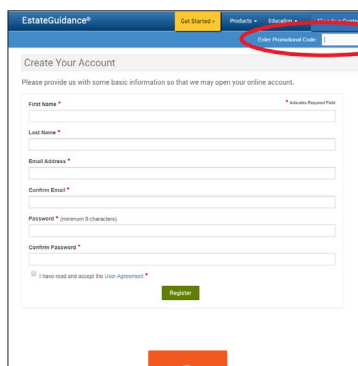 EstateGuidance® Get Started > Products Education
Enter Promotional Code:
Create Your Account
Please provide us with some basic information so that we may open your online account.
* Indicates Required Field
First Name *
Last Name *
Email Address *
Confirm Email *
Password * (minimum 8 characters)
Confirm Password *
I have read and accept the User Agreement *
Register